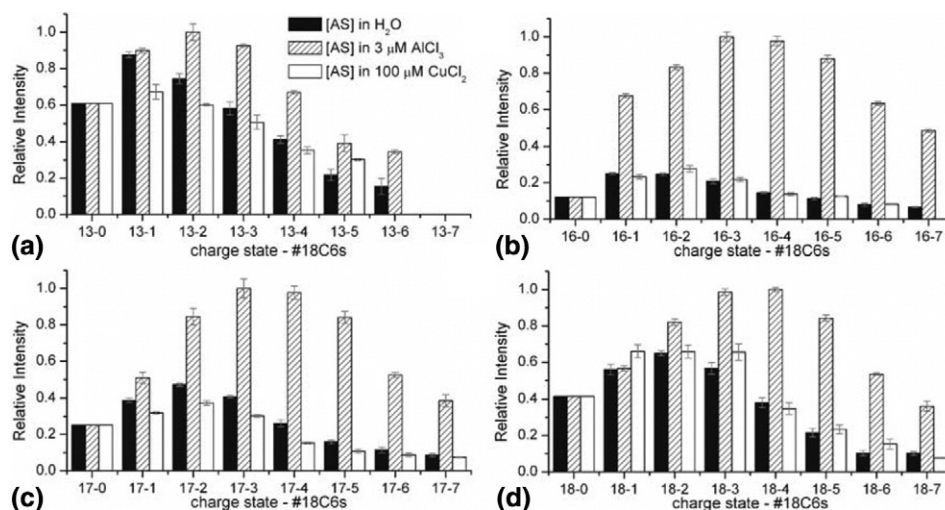 [AS] in H2O
[AS] in 3 μM AlCl3
[AS] in 100 μM CuCl2
Relative Intensity
1.0
0.8
0.6
0.4
0.2
0.0
13-0 13-1 13-2 13-3 13-4 13-5 13-6 13-7
(a)
charge state - #18C6s
Relative Intensity
1.0
0.8
0.6
0.4
0.2
0.0
16-0 16-1 16-2 16-3 16-4 16-5 16-6 16-7
(b)
charge state - #18C6s
Relative Intensity
1.0
0.8
0.6
0.4
0.2
0.0
17-0 17-1 17-2 17-3 17-4 17-5 17-6 17-7
(c)
charge state - #18C6s
Relative Intensity
1.0
0.8
0.6
0.4
0.2
0.0
18-0 18-1 18-2 18-3 18-4 18-5 18-6 18-7
(d)
charge state - #18C6s